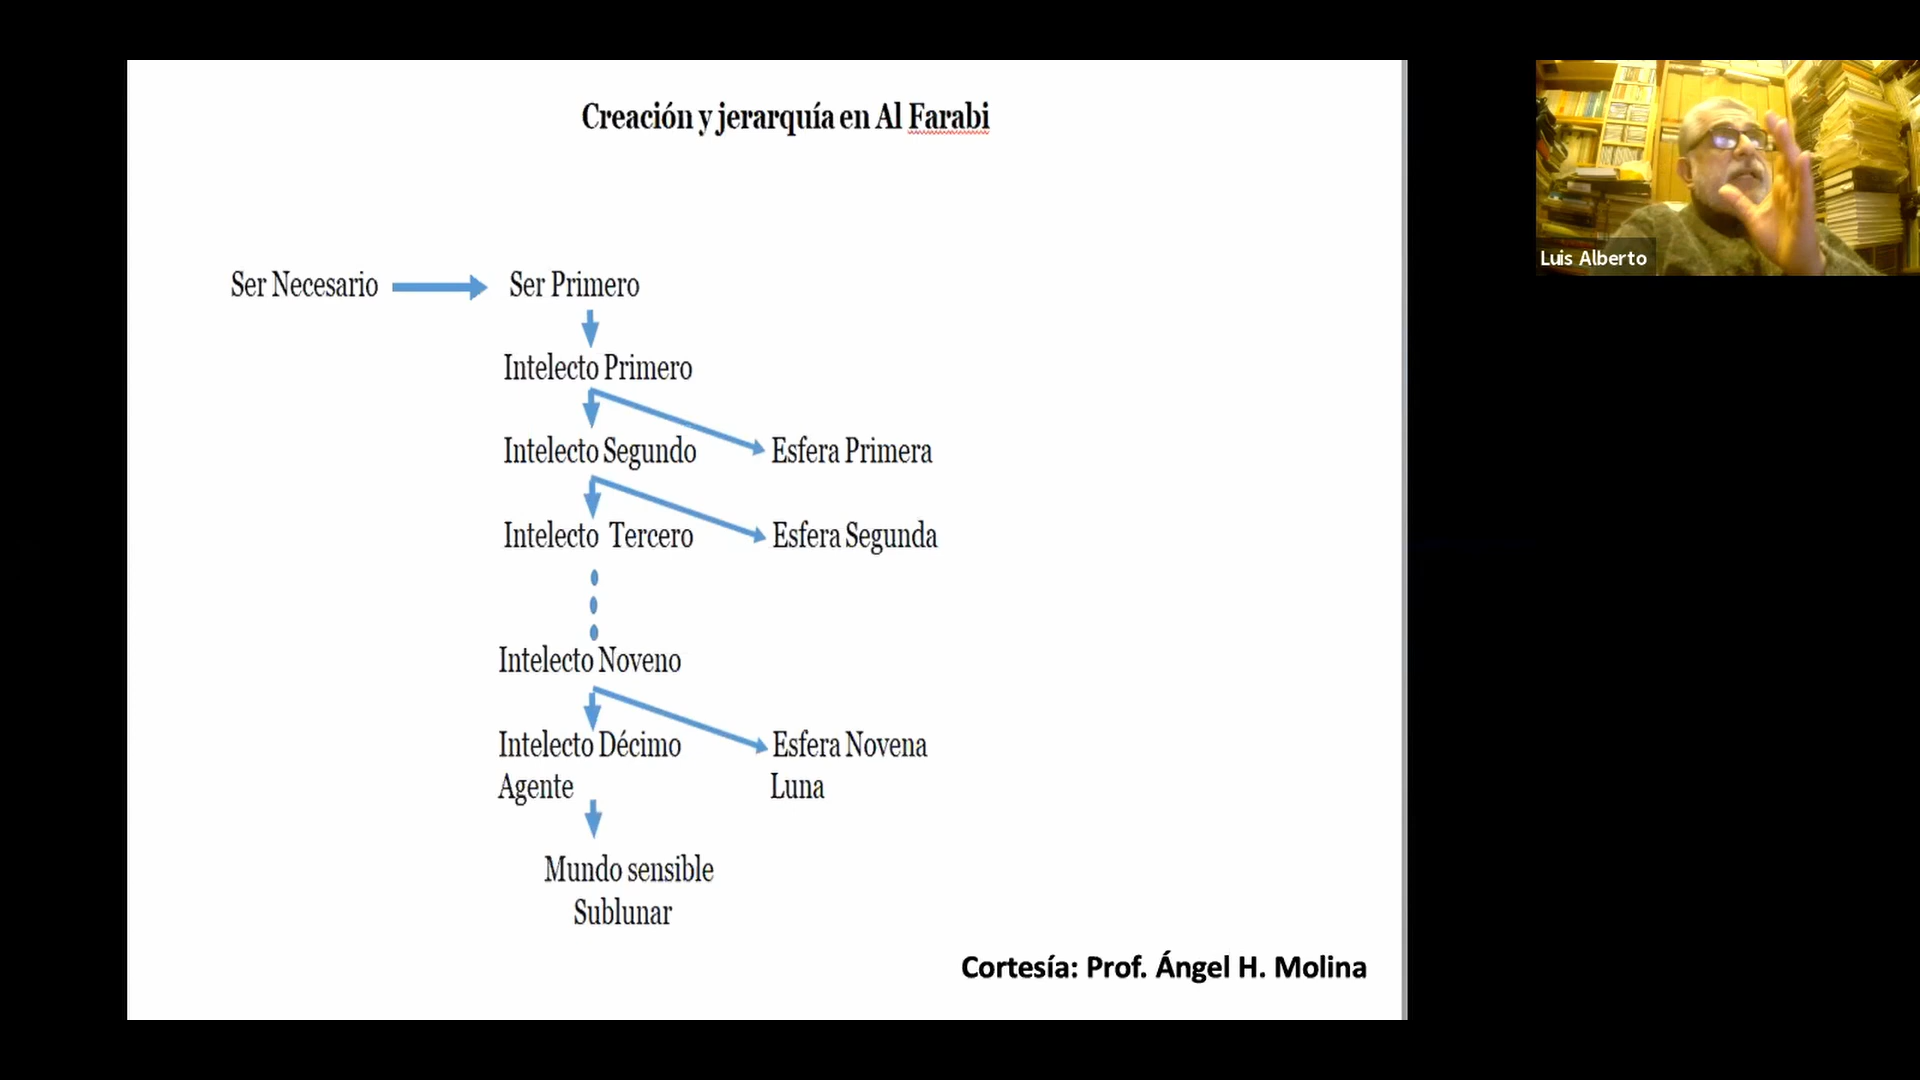 Creación y jerarquía en Al Farabi
Luis Alberto
Ser Necesario
Ser Primero
Intelecto Primero
Intelecto Segundo
Esfera Primera
Intelecto  Tercero
Esfera Segunda
Intelecto Noveno
Intelecto Décimo
Agente
Esfera Novena
Luna
Mundo sensible
Sublunar
Cortesía: Prof. Ángel H. Molina